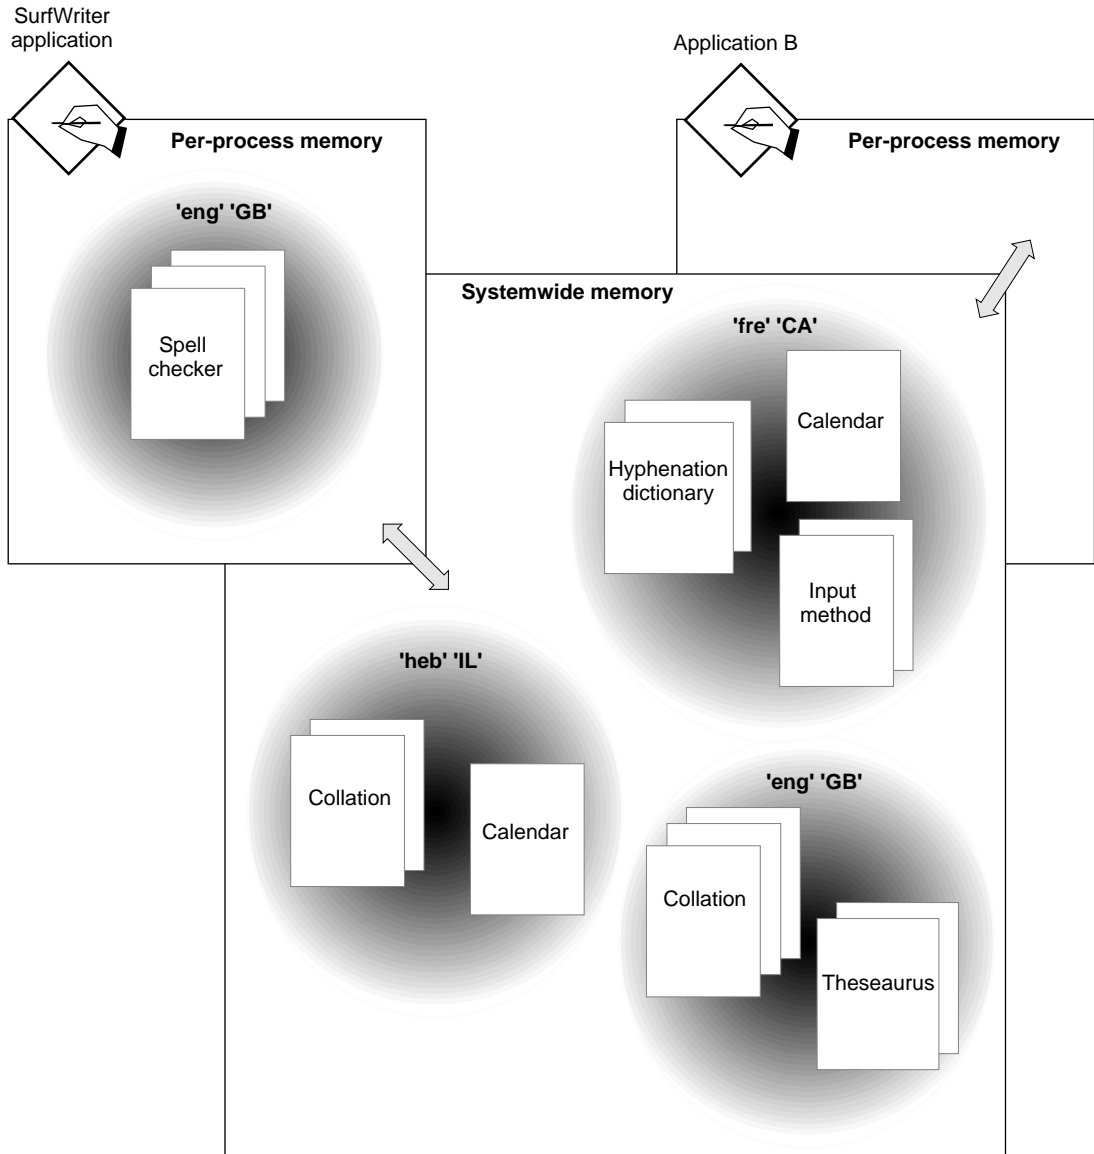 SurfWriter
application
Application B
Per-process memory
Per-process memory
'eng' 'GB'
Spell
checker
Systemwide memory
'fre' 'CA'
Calendar
Hyphenation
dictionary
Input
method
'heb' 'IL'
Collation
Calendar
'eng' 'GB'
Collation
Theseaurus